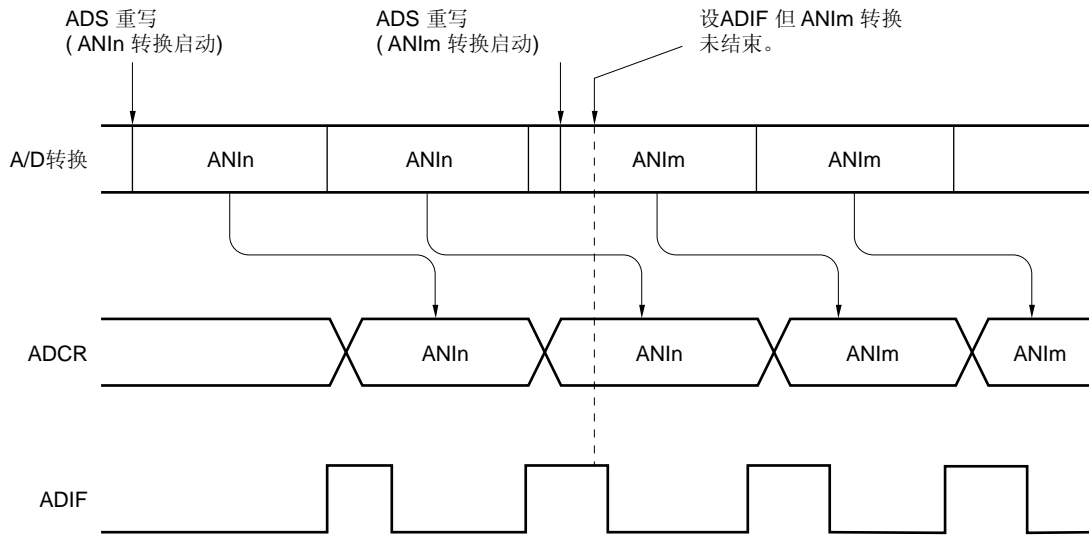 ADS 重写
( ANIn 转换启动)
ADS 重写
( ANIm 转换启动)
设ADIF 但 ANIm 转换
未结束。
A/D转换
ANIn
ANIn
ANIm
ANIm
ADCR
ANIn
ANIn
ANIm
ANIm
ADIF